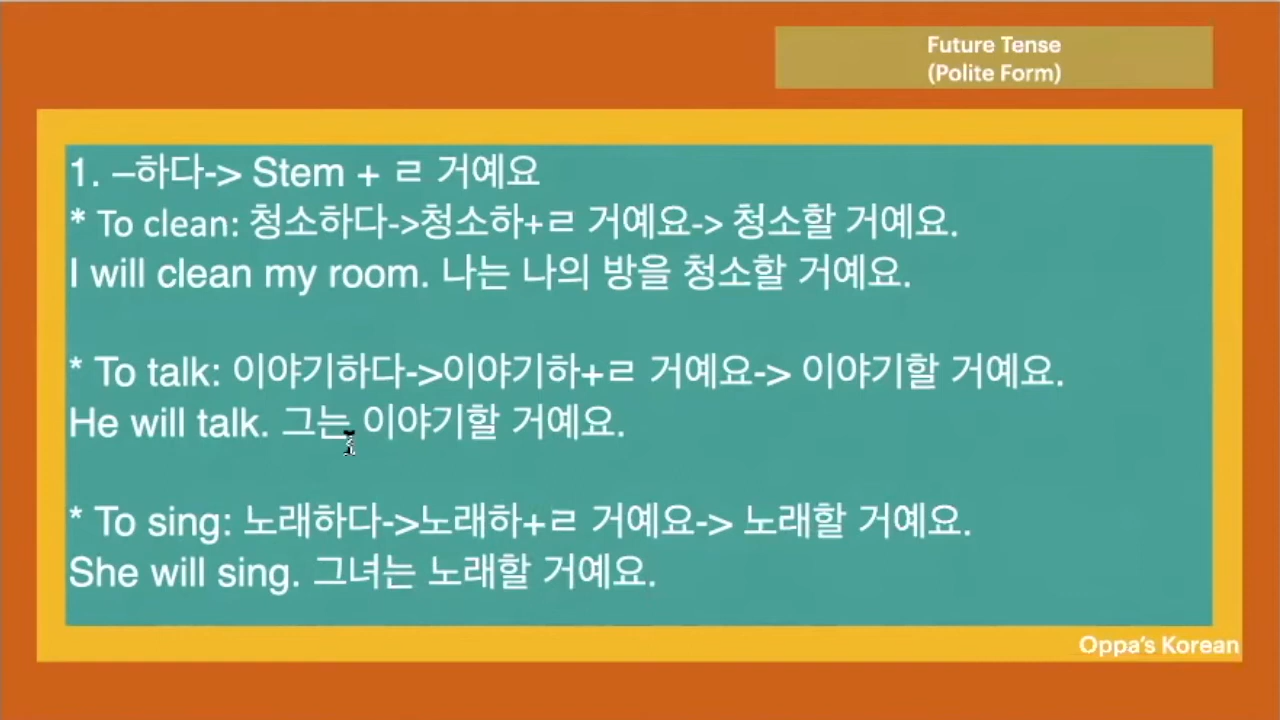 Future Tense
(Polite Form)
1. –하다-> Stem + ㄹ 거예요
* To clean: 청소하다->청소하+ㄹ 거예요-> 청소할 거예요.
I will clean my room. 나는 나의 방을 청소할 거예요.
* To talk: 이야기하다->이야기하+ㄹ 거예요-> 이야기할 거예요.
He will talk. 그는 이야기할 거예요.
* To sing: 노래하다->노래하+ㄹ 거예요-> 노래할 거예요.
She will sing. 그녀는 노래할 거예요.
Oppa's Korean